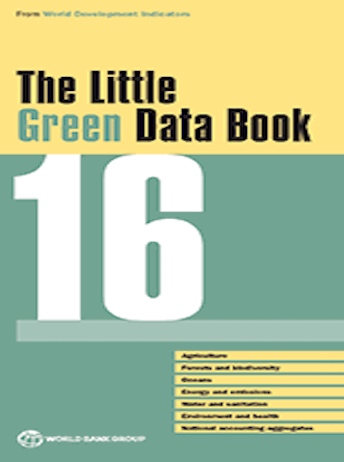 From World Development Indicators
The Little
Green Data Book
16
Agriculture
Forests and biodiversity
Oceans
Energy and emissions
Water and sanitation
Environment and health
National accounting aggregates
WORLD BANK GROUP